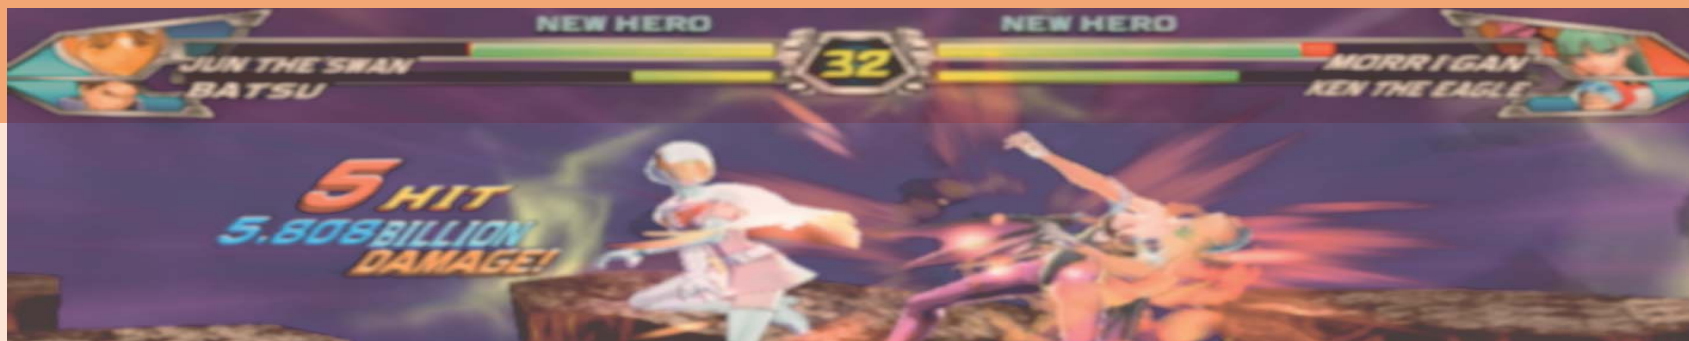 NEW HERO
NEW HERO
32
JUN THE SWAN
BATSU
MORRIGAN
KEN THE EAGLE
5 HIT
5.808 BILLION
DAMAGE!